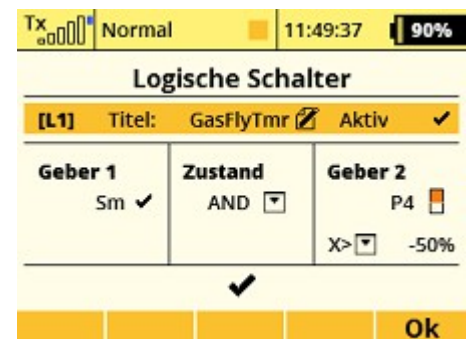 Tx Normal 11:49:37 90%
Logische Schalter
[L1] Titel: GasFlyTmr Aktiv ✔
Geber 1 Zustand Geber 2
Sm ✔ AND P4
X> -50%
✔
Ok